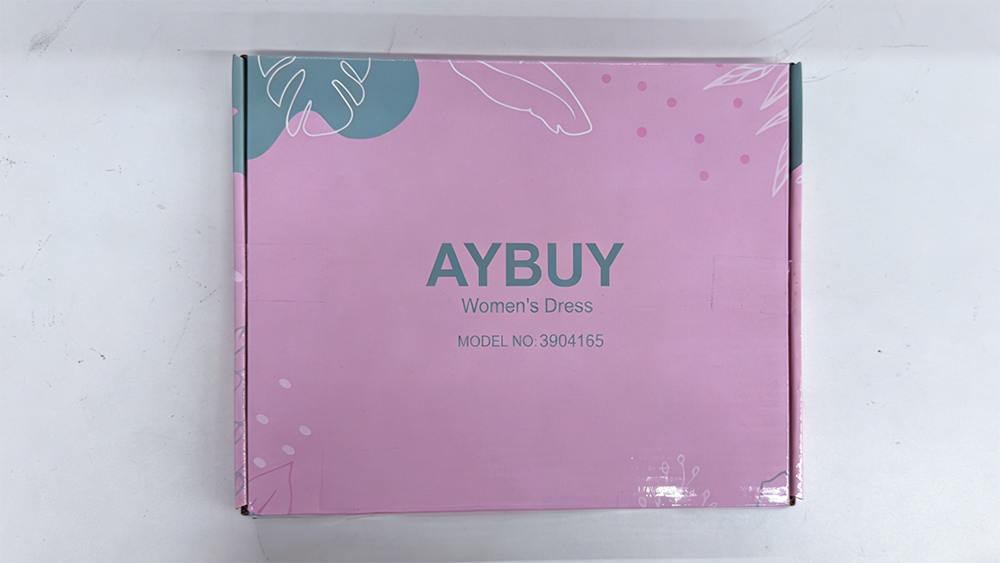 AYBUY
Women's Dress
MODEL NO: 3904165